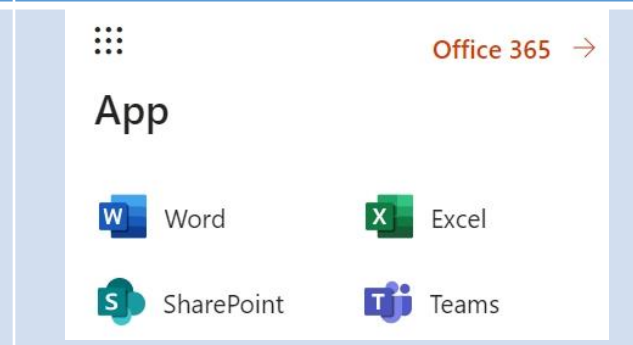 Office 365 →
App
W Word
X Excel
S SharePoint
T Teams